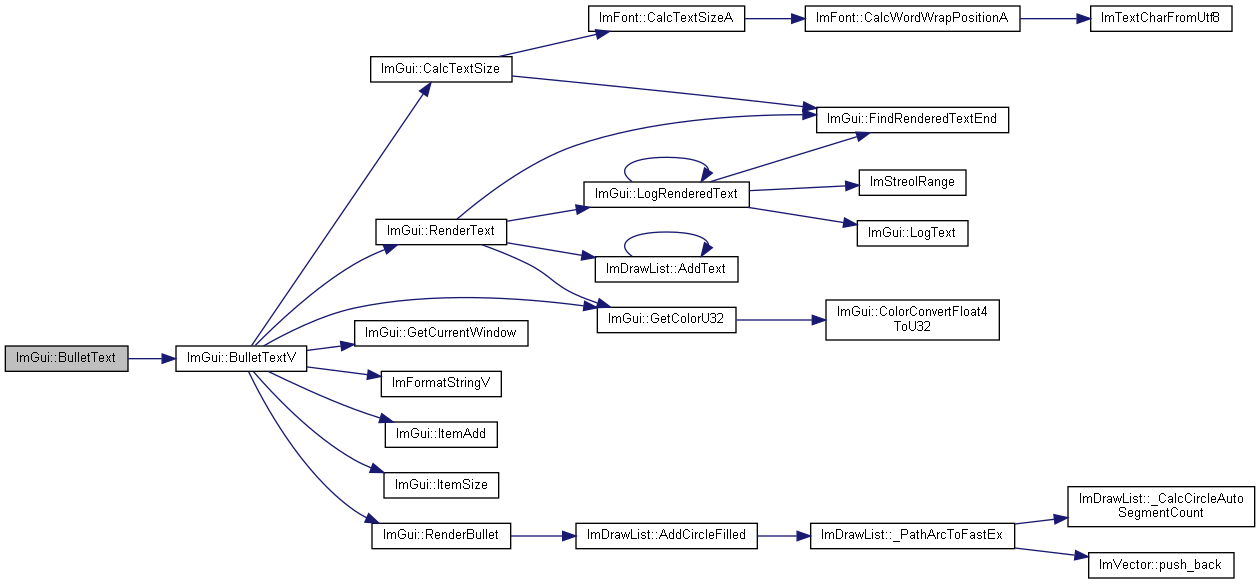 ImFont::CalcTextSizeA
ImFont::CalcWordWrapPositionA
ImTextCharFromUtf8
ImGui::CalcTextSize
ImGui::FindRenderedTextEnd
ImGui::LogRenderedText
ImStreolRange
ImGui::RenderText
ImGui::LogText
ImDrawList::AddText
ImGui::GetColorU32
ImGui::ColorConvertFloat4
ToU32
ImGui::GetCurrentWindow
ImGui::BulletText
ImGui::BulletTextV
ImFormatStringV
ImGui::ItemAdd
ImGui::ItemSize
ImGui::RenderBullet
ImDrawList::AddCircleFilled
ImDrawList::_PathArcToFastEx
ImDrawList::_CalcCircleAuto
SegmentCount
ImVector::push_back